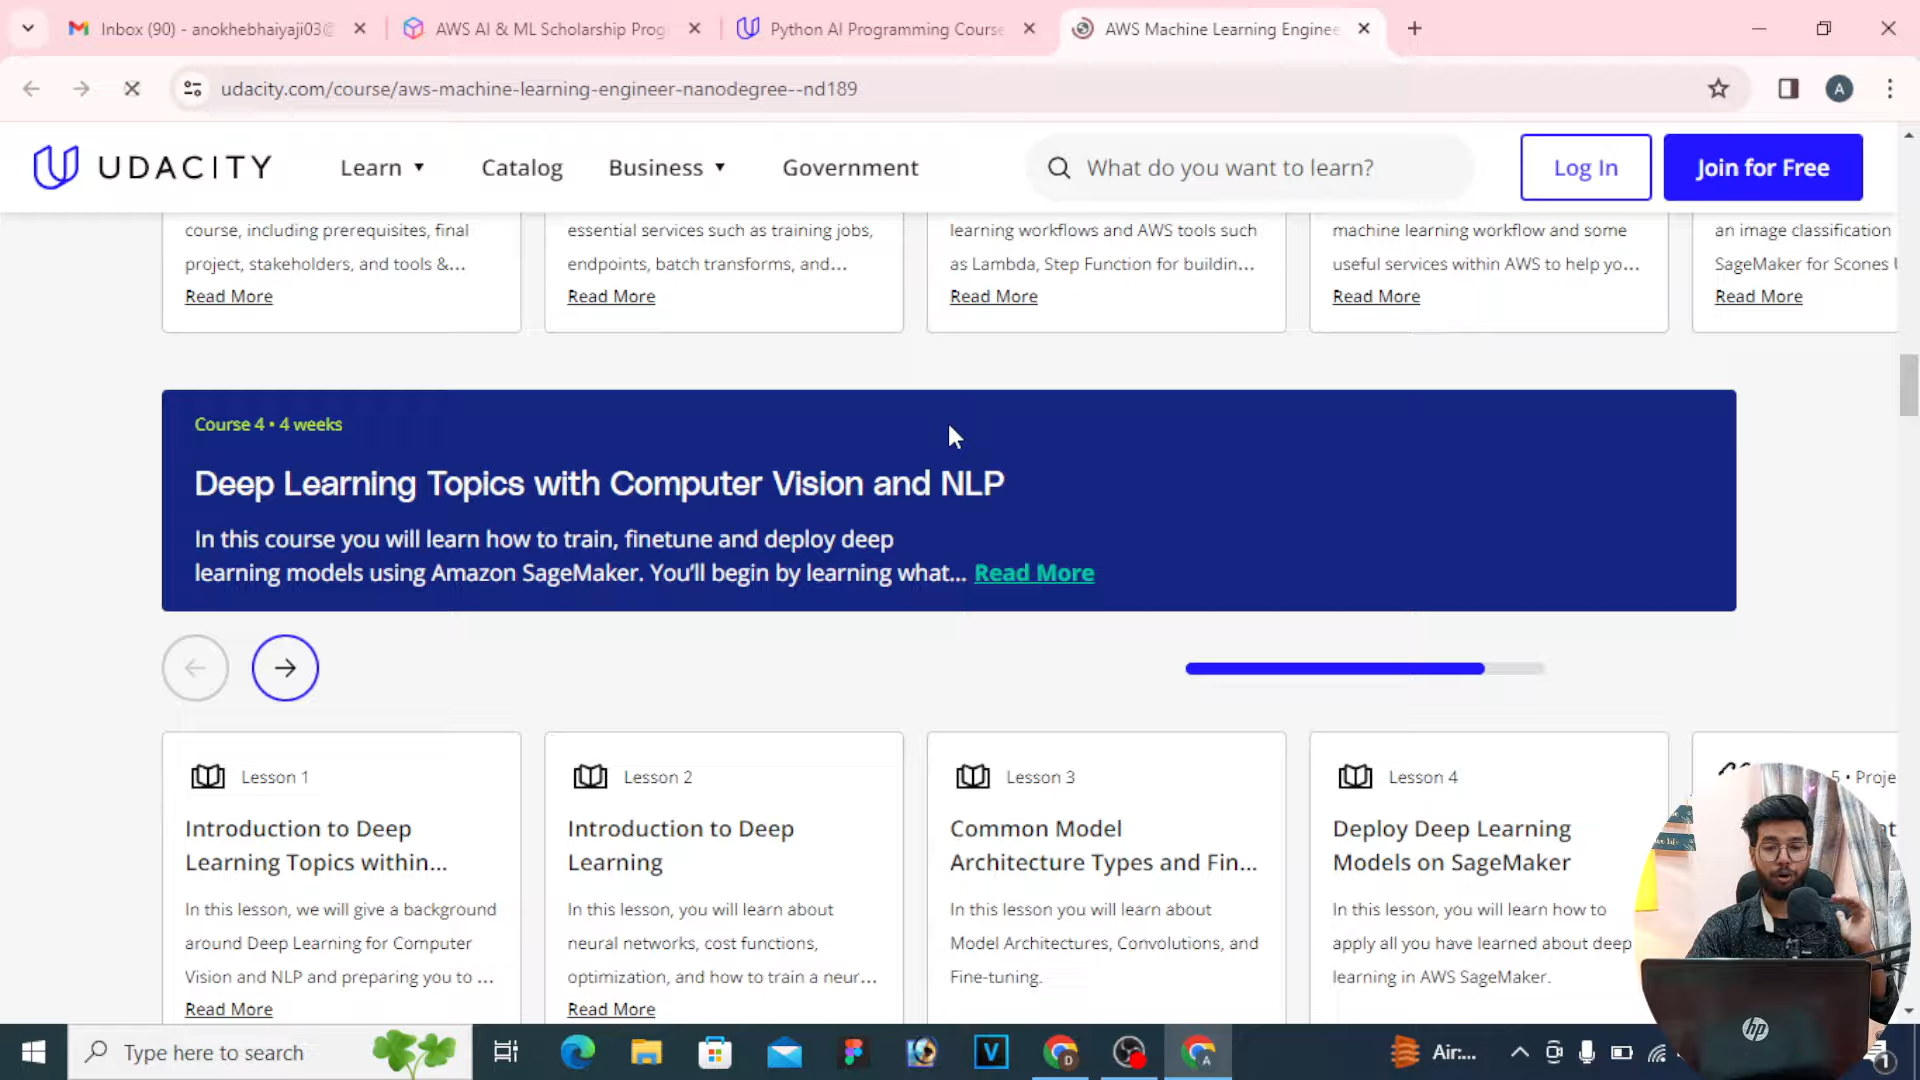 Inbox (90) - anokhebhaiyaji03@
AWS AI & ML Scholarship Prog
Python AI Programming Course
AWS Machine Learning Enginee
udacity.com/course/aws-machine-learning-engineer-nanodegree--nd189
A
UDACITY
Learn
Catalog
Business
Government
What do you want to learn?
Log In
Join for Free
course, including prerequisites, final
project, stakeholders, and tools &...
Read More
essential services such as training jobs,
endpoints, batch transforms, and...
Read More
learning workflows and AWS tools such
as Lambda, Step Function for buildin...
Read More
machine learning workflow and some
useful services within AWS to help yo...
Read More
an image classification
SageMaker for Scones
Read More
Course 4 • 4 weeks
Deep Learning Topics with Computer Vision and NLP
In this course you will learn how to train, finetune and deploy deep
learning models using Amazon SageMaker. You'll begin by learning what... Read More
Lesson 1
Introduction to Deep
Learning Topics within...
In this lesson, we will give a background
around Deep Learning for Computer
Vision and NLP and preparing you to ...
Read More
Lesson 2
Introduction to Deep
Learning
In this lesson, you will learn about
neural networks, cost functions,
optimization, and how to train a neur...
Read More
Lesson 3
Common Model
Architecture Types and Fin...
In this lesson you will learn about
Model Architectures, Convolutions, and
Fine-tuning.
Lesson 4
Deploy Deep Learning
Models on SageMaker
In this lesson, you will learn how to
apply all you have learned about deep
learning in AWS SageMaker.
5 • Proje
Type here to search
V
D
A
Air:...
hp
1